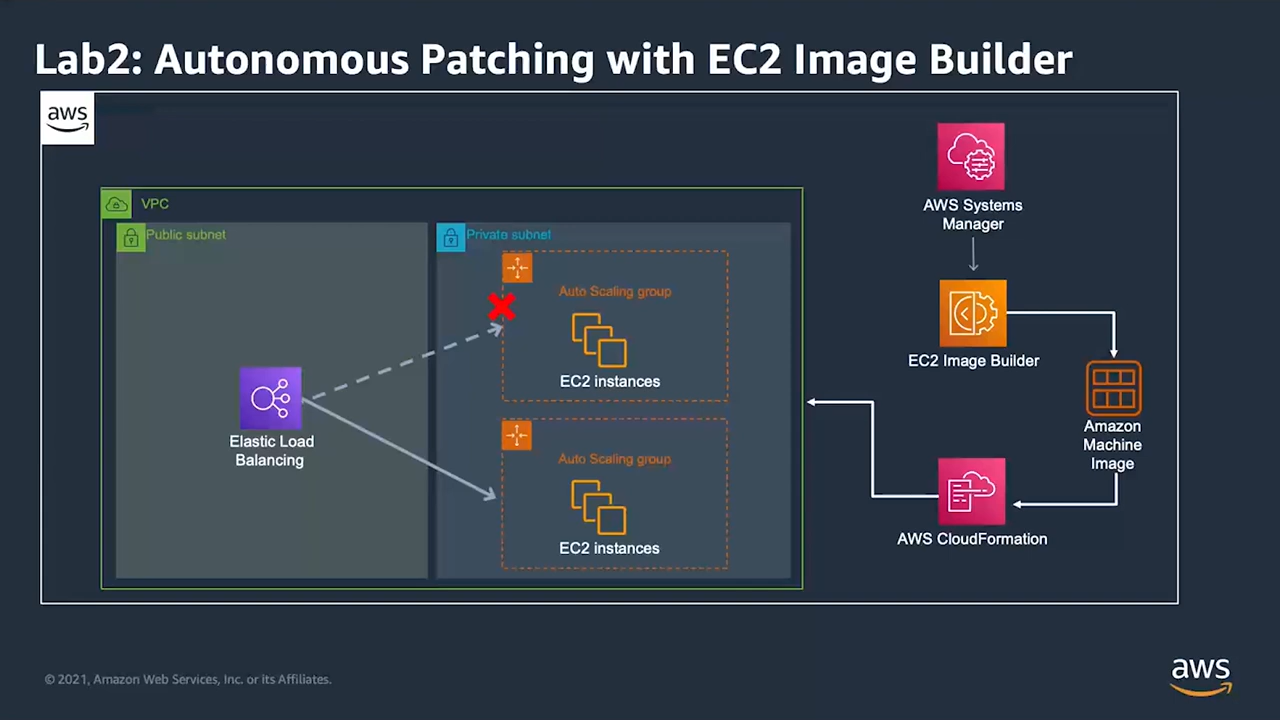 Lab2: Autonomous Patching with EC2 Image Builder
aws
VPC
Public subnet
Private subnet
Auto Scaling group
EC2 instances
Auto Scaling group
EC2 instances
Elastic Load
Balancing
AWS Systems
Manager
EC2 Image Builder
Amazon
Machine
Image
AWS CloudFormation
© 2021, Amazon Web Services, Inc. or its Affiliates.
aws